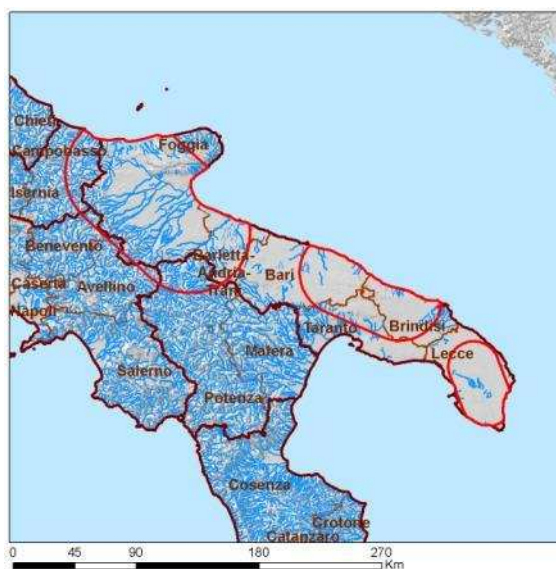 Chieti
Campobasso
Foggia
Isernia
Benevento
Barletta-
Andria-
Trani
Bari
Caserta
Avellino
Napoli
Taranto
Brindisi
Matera
Lecce
Salerno
Potenza
Cosenza
Crotone
Catanzaro
0 45 90 180 270
Km